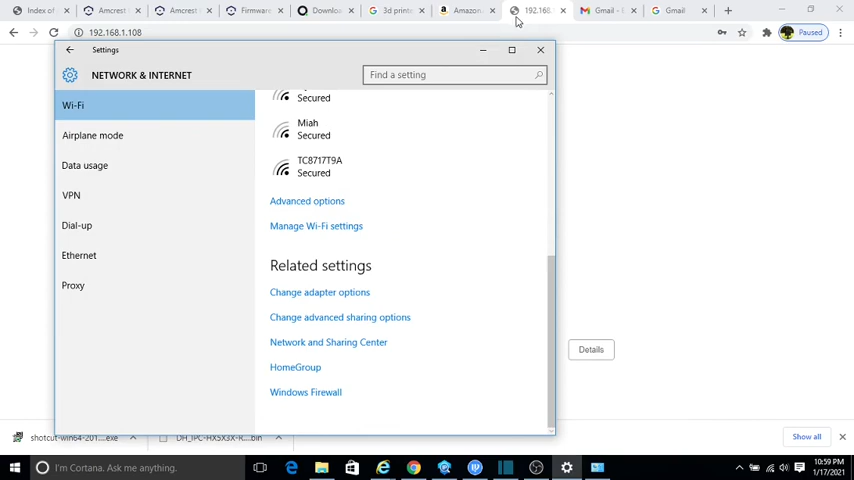 Index of
Amcrest
Amcrest
Firmware
Downloa
3d printe
Amazon
192.168.
Gmail -
Gmail
192.168.1.108
Paused
Settings
NETWORK & INTERNET
Find a setting
Wi-Fi
Airplane mode
Data usage
VPN
Dial-up
Ethernet
Proxy
Secured
Miah
Secured
TC8717T9A
Secured
Advanced options
Manage Wi-Fi settings
Related settings
Change adapter options
Change advanced sharing options
Network and Sharing Center
HomeGroup
Windows Firewall
Details
shotcut-win64-201....exe
DH_IPC-HX5X3X-R....bin
Show all
I'm Cortana. Ask me anything.
10:59 PM
1/17/2021